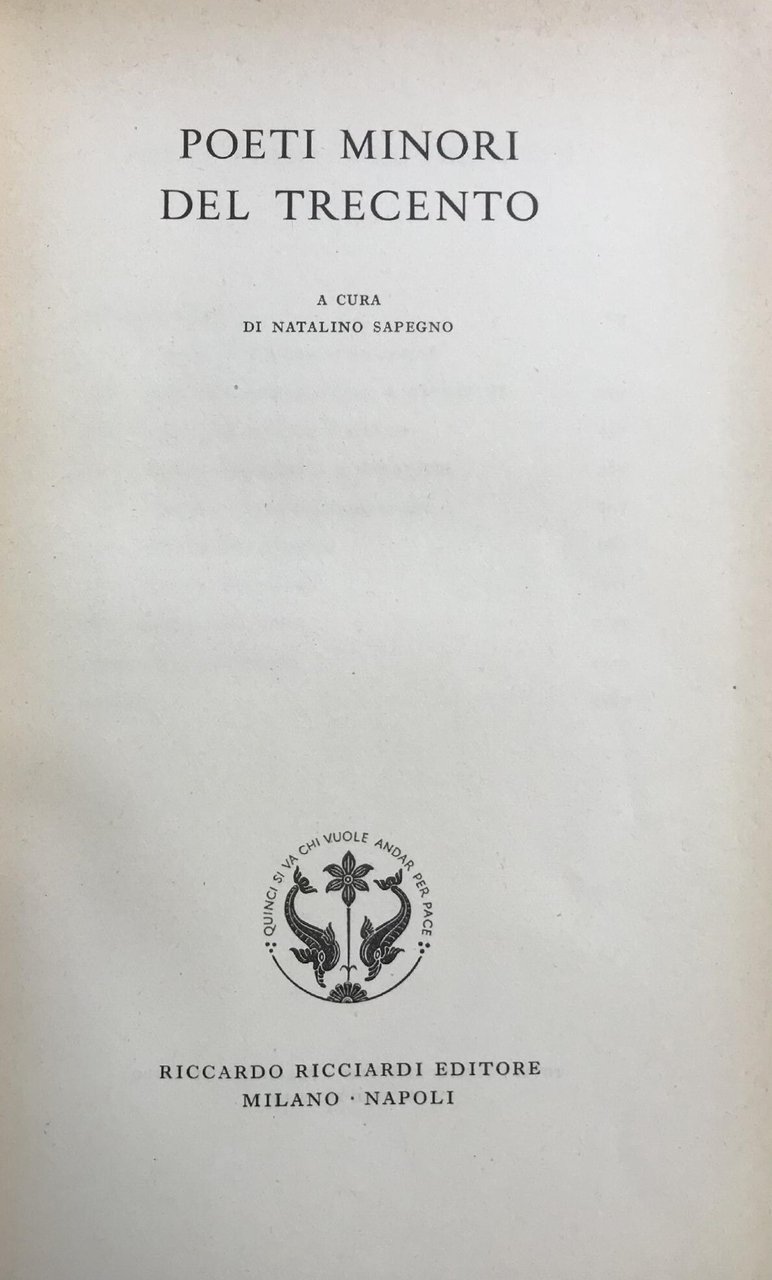 POETI MINORI
DEL TRECENTO
A CURA
DI NATALINO SAPEGNO
QUINCI SI VA CHI VUOLE ANDAR PER PACE
RICCARDO RICCIARDI EDITORE
MILANO · NAPOLI